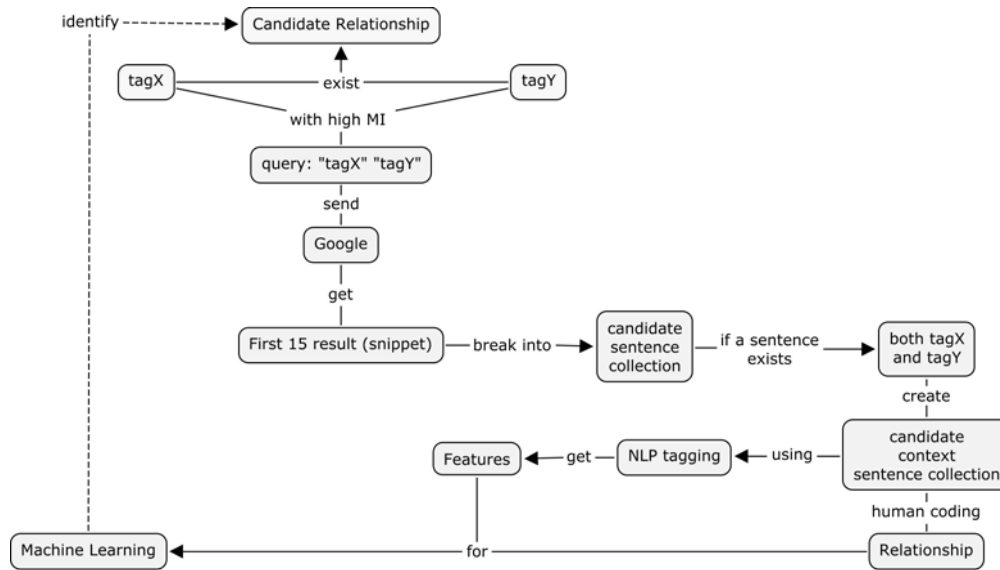 identify
Candidate Relationship
tagX
exist
tagY
with high MI
query: "tagX" "tagY"
send
Google
get
First 15 result (snippet)
break into
candidate
sentence
collection
if a sentence
exists
both tagX
and tagY
create
candidate
context
sentence collection
using
NLP tagging
get
Features
human coding
Machine Learning
for
Relationship